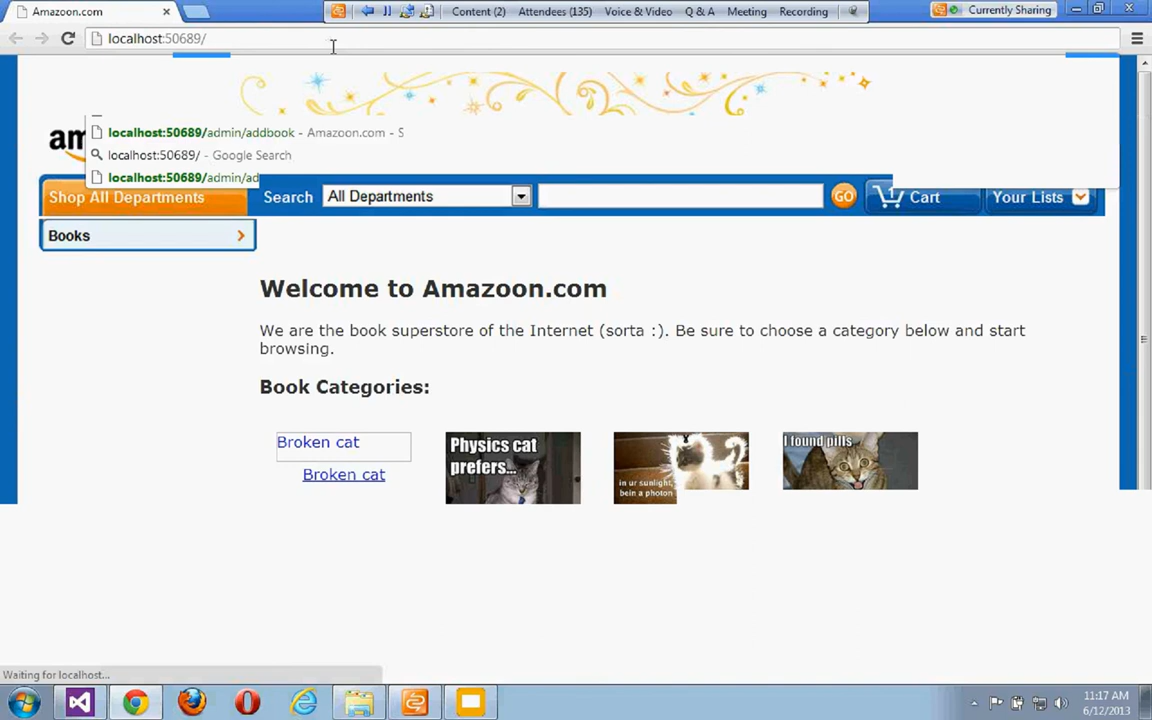 Amazoon.com
Content (2) Attendees (135) Voice & Video Q & A Meeting Recording
Currently Sharing
localhost:50689/
localhost:50689/admin/addbook - Amazoon.com - S
localhost:50689/ - Google Search
localhost:50689/admin/ad
am
Shop All Departments
Search
All Departments
GO
1
Cart
Your Lists
Books
Welcome to Amazoon.com
We are the book superstore of the Internet (sorta :). Be sure to choose a category below and start
browsing.
Book Categories:
Broken cat
Broken cat
Physics cat
prefers...
in ur sunlight,
bein a photon
I found pills
Waiting for localhost...
11:17 AM
6/12/2013